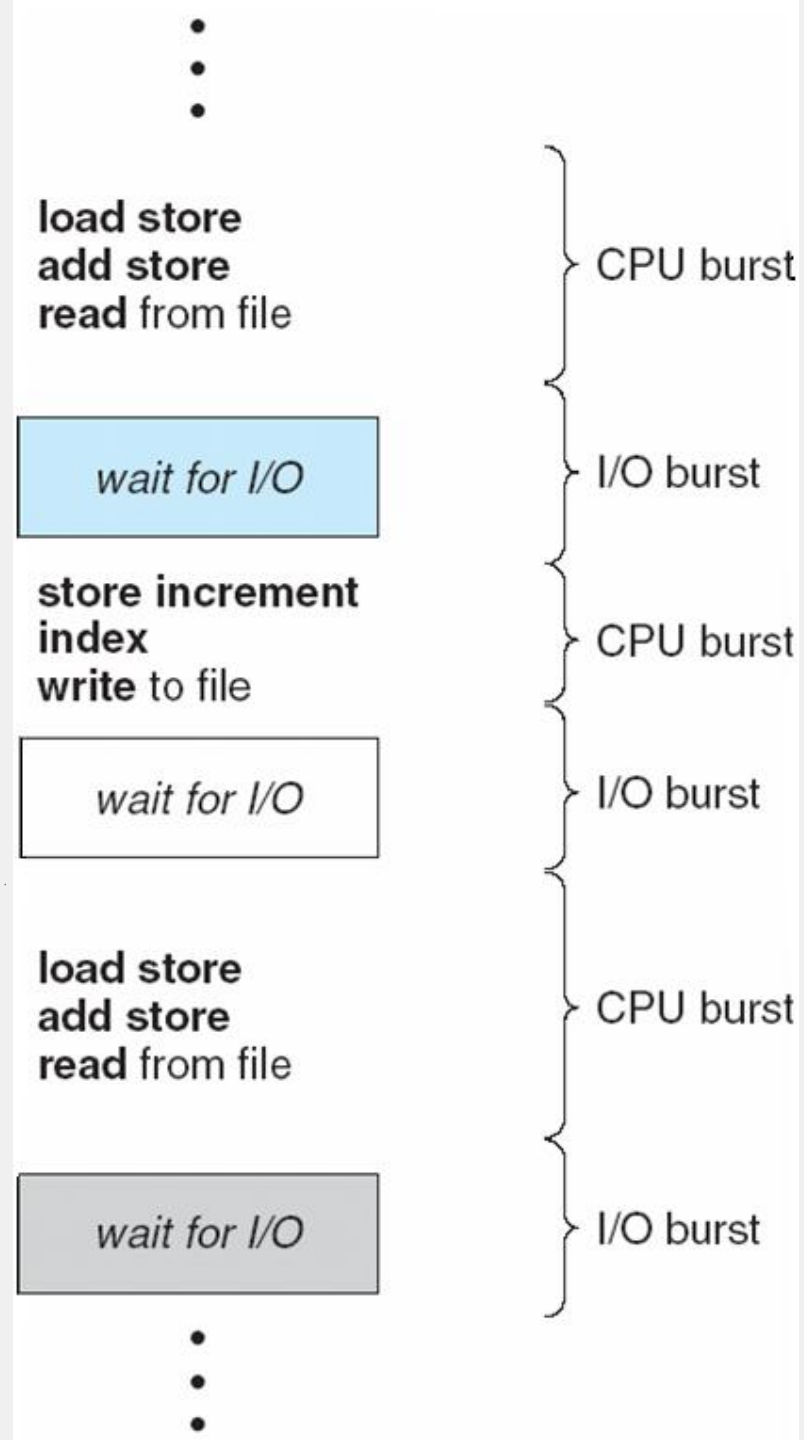 load store
add store
read from file
CPU burst
wait for I/O
I/O burst
store increment
index
write to file
CPU burst
wait for I/O
I/O burst
load store
add store
read from file
CPU burst
wait for I/O
I/O burst